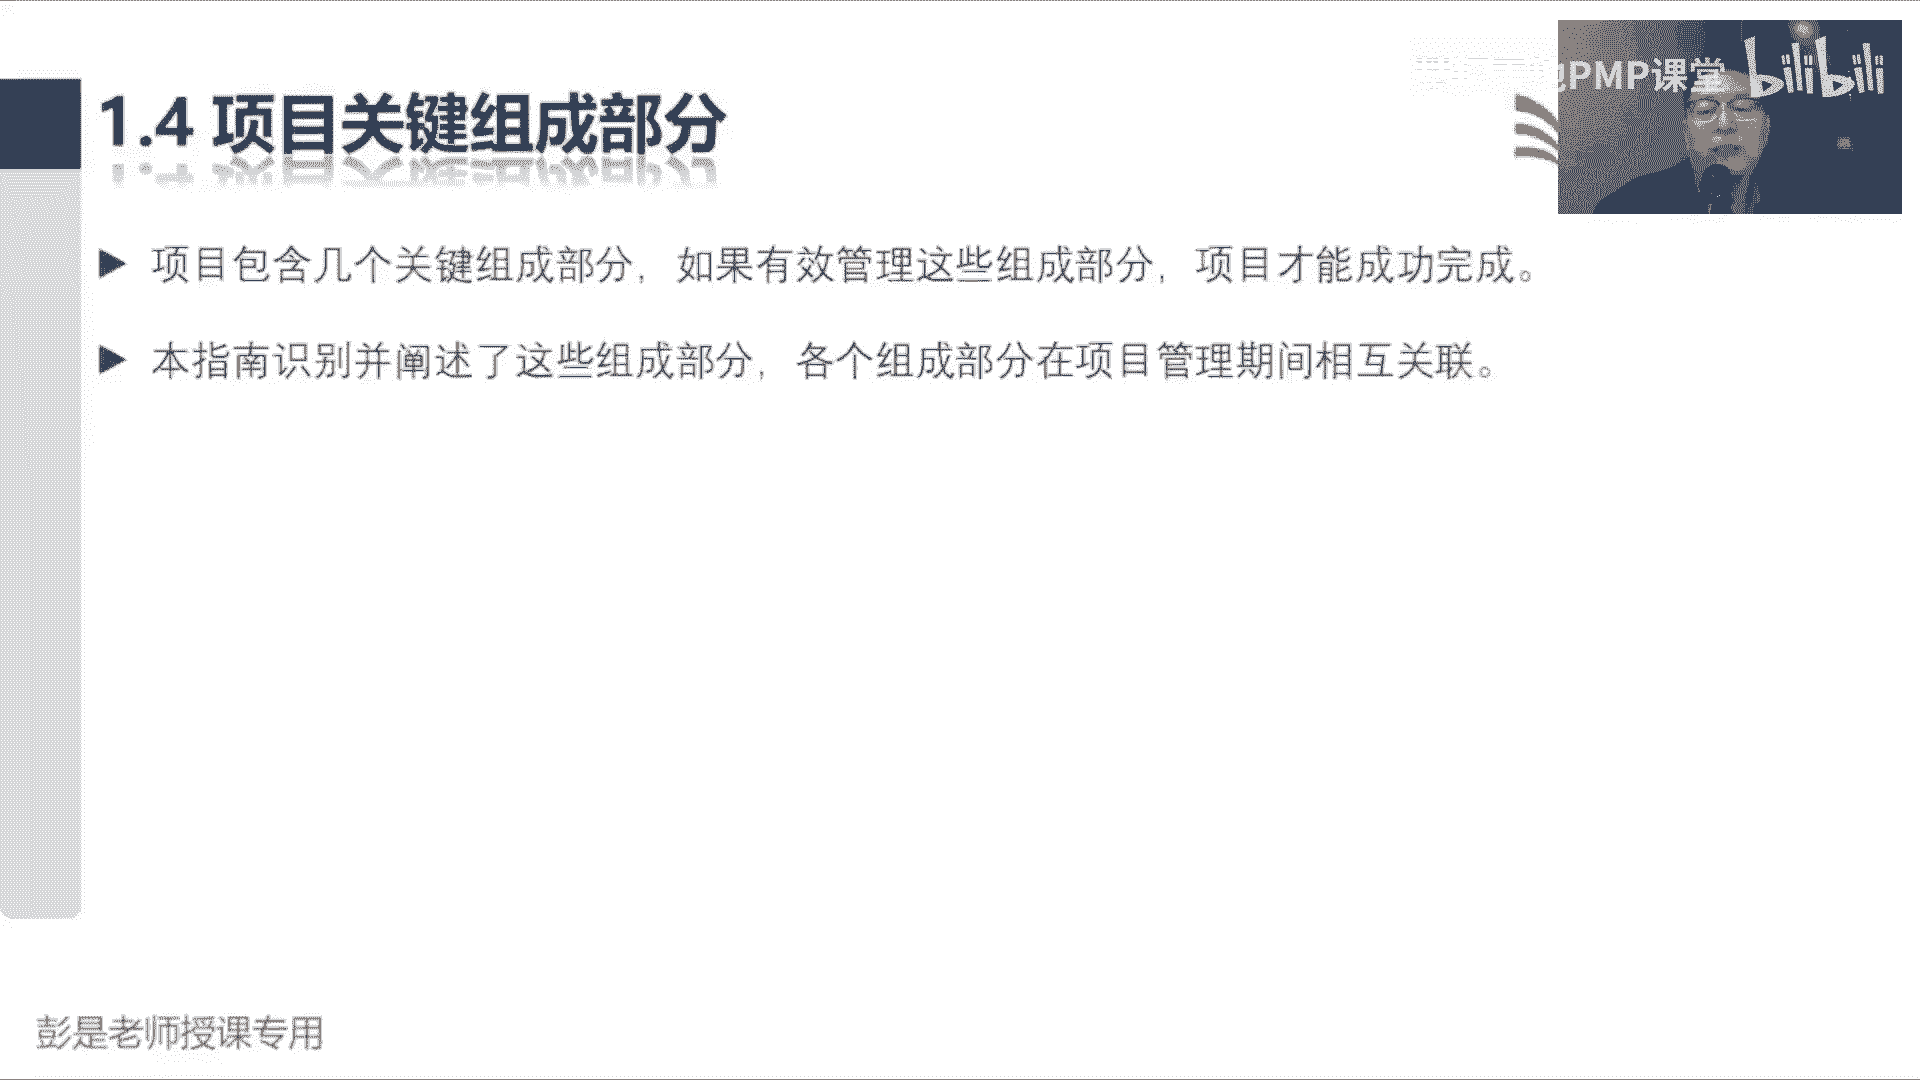 PMP课堂 bilibili
1.4 项目关键组成部分
▶ 项目包含几个关键组成部分，如果有效管理这些组成部分，项目才能成功完成。
▶ 本指南识别并阐述了这些组成部分，各个组成部分在项目管理期间相互关联。
彭是老师授课专用